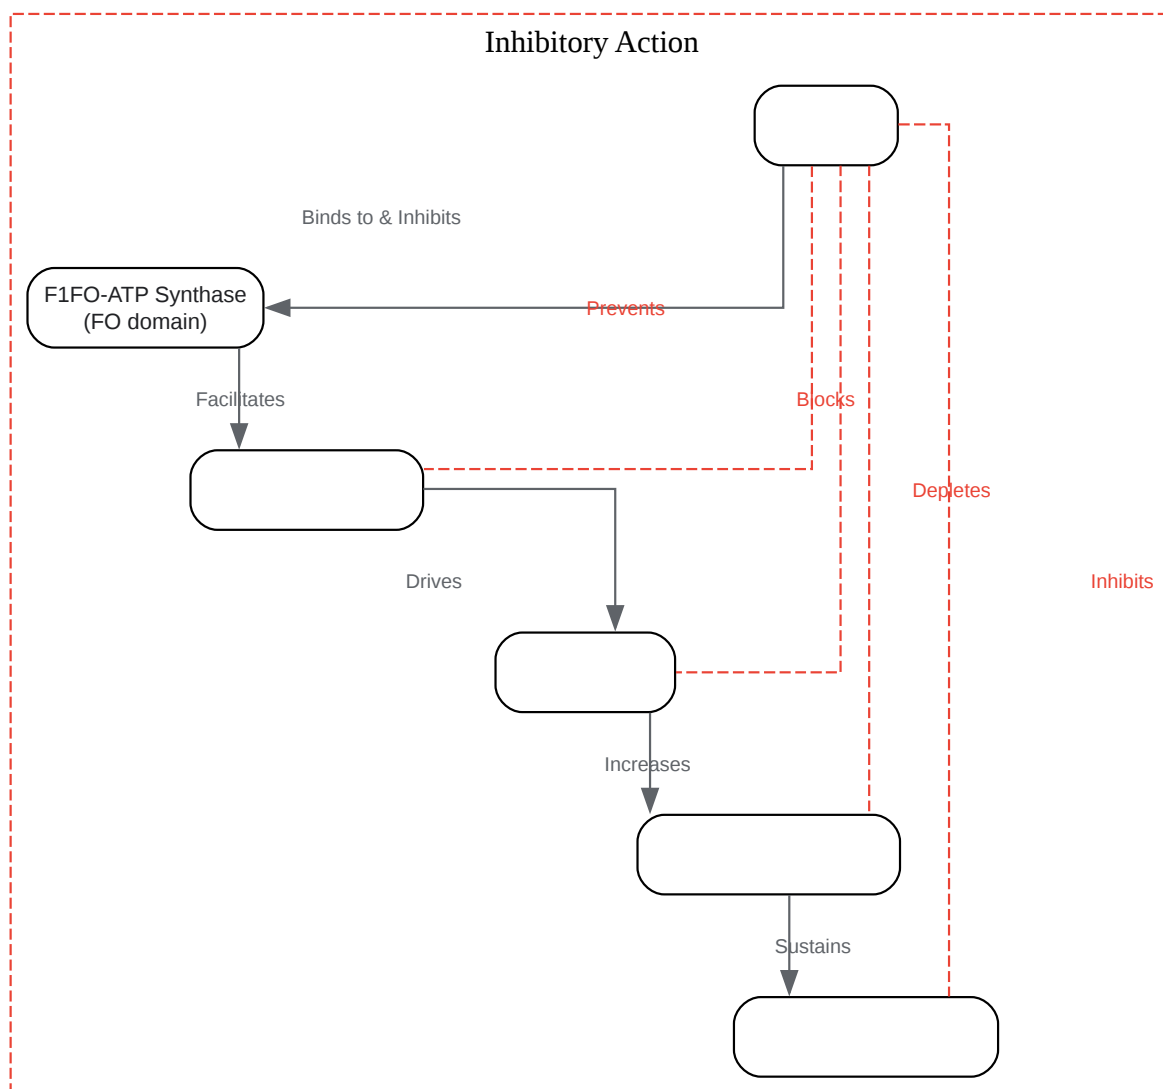 Inhibitory Action
Binds to & Inhibits
F1FO-ATP Synthase
(FO domain)
Prevents
Facilitates
Blocks
Depletes
Drives
Inhibits
Increases
Sustains